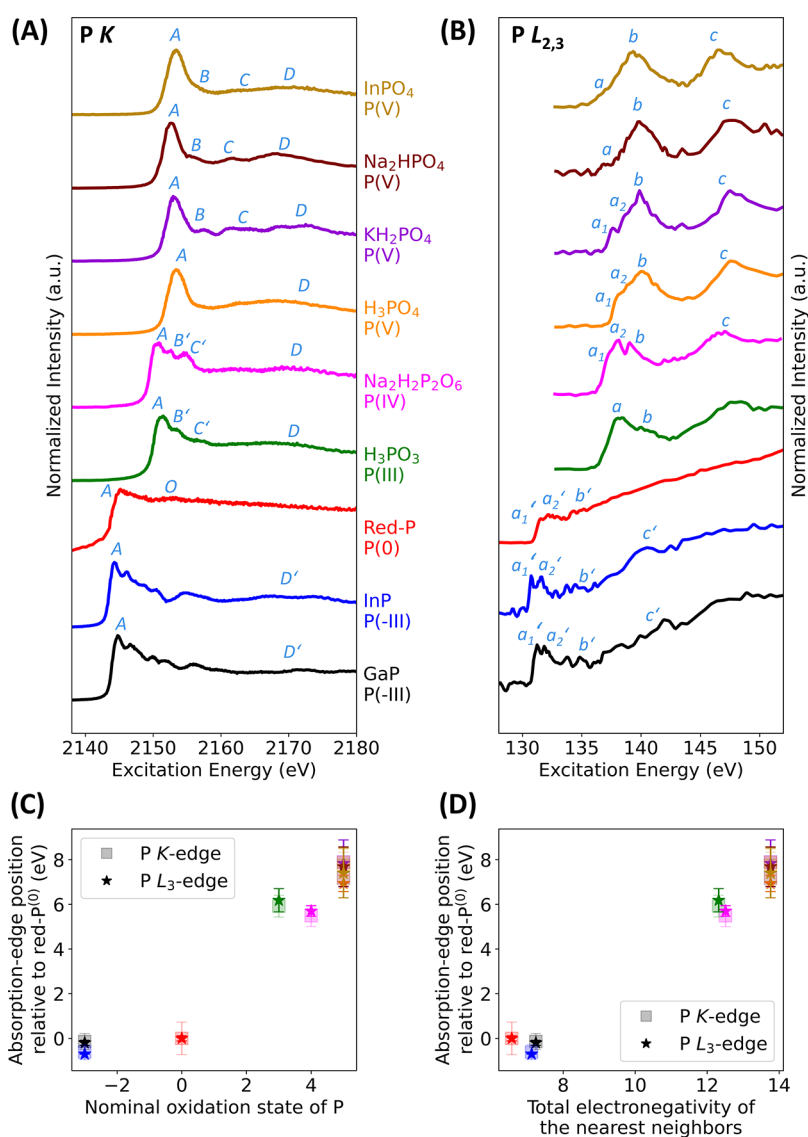 (A)
P K
A
B
C
D
InPO4
P(V)
A
B
C
D
Na2HPO4
P(V)
A
B
C
D
KH2PO4
P(V)
A
D
H3PO4
P(V)
A
B‘
C‘
D
Na2H2P2O6
P(IV)
A
B‘
C‘
D
H3PO3
P(III)
A
O
Red-P
P(0)
A
D‘
InP
P(-III)
A
D‘
GaP
P(-III)
Normalized Intensity (a.u.)
2140 2150 2160 2170 2180
Excitation Energy (eV)
(B)
P L2,3
a
b
c
a
b
c
a1
a2
b
c
a1
a2
b
c
a1
a2
b
c
a
b
a1‘
a2‘
b‘
a1‘
a2‘
b‘
c‘
a1‘
a2‘
b‘
c‘
Normalized Intensity (a.u.)
130 135 140 145 150
Excitation Energy (eV)
(C)
P K-edge
P L3-edge
Absorption-edge position
relative to red-P(0) (eV)
8
6
4
2
0
−2 0 2 4
Nominal oxidation state of P
(D)
P K-edge
P L3-edge
Absorption-edge position
relative to red-P(0) (eV)
8
6
4
2
0
8 10 12 14
Total electronegativity of
the nearest neighbors